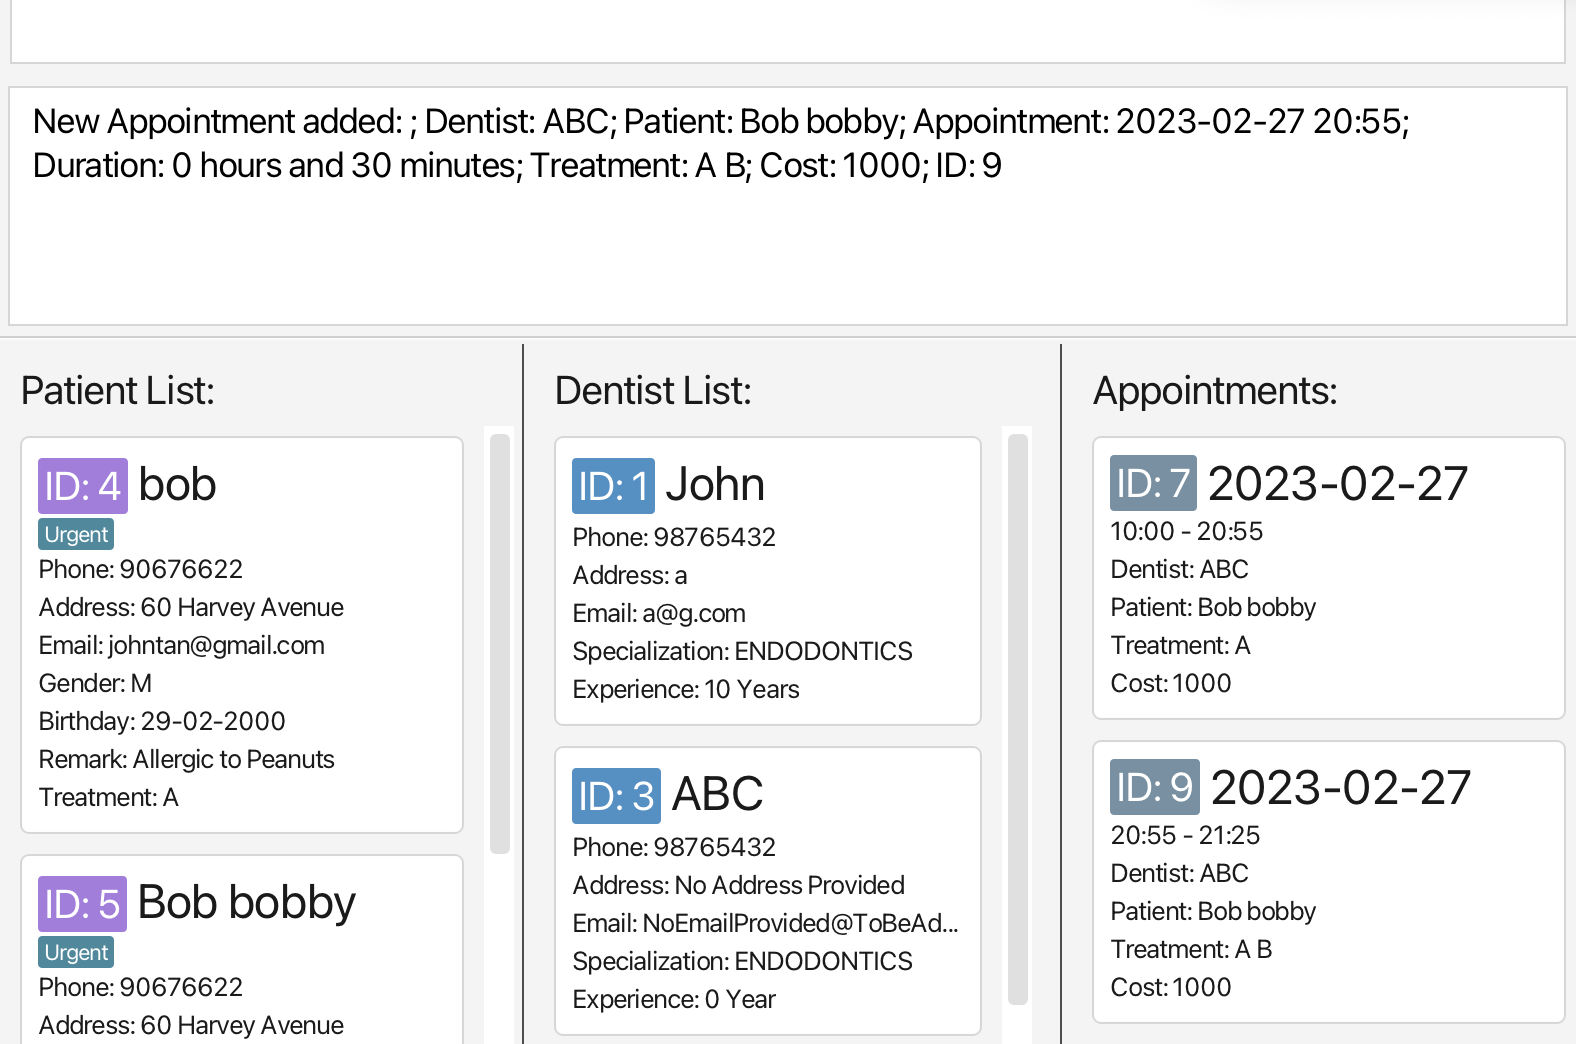 New Appointment added: ; Dentist: ABC; Patient: Bob bobby; Appointment: 2023-02-27 20:55;
Duration: 0 hours and 30 minutes; Treatment: A B; Cost: 1000; ID: 9
Patient List:
ID: 4 bob
Urgent
Phone: 90676622
Address: 60 Harvey Avenue
Email: johntan@gmail.com
Gender: M
Birthday: 29-02-2000
Remark: Allergic to Peanuts
Treatment: A
ID: 5 Bob bobby
Urgent
Phone: 90676622
Address: 60 Harvey Avenue
Dentist List:
ID: 1 John
Phone: 98765432
Address: a
Email: a@g.com
Specialization: ENDODONTICS
Experience: 10 Years
ID: 3 ABC
Phone: 98765432
Address: No Address Provided
Email: NoEmailProvided@ToBeAd...
Specialization: ENDODONTICS
Experience: 0 Year
Appointments:
ID: 7 2023-02-27
10:00 - 20:55
Dentist: ABC
Patient: Bob bobby
Treatment: A
Cost: 1000
ID: 9 2023-02-27
20:55 - 21:25
Dentist: ABC
Patient: Bob bobby
Treatment: A B
Cost: 1000